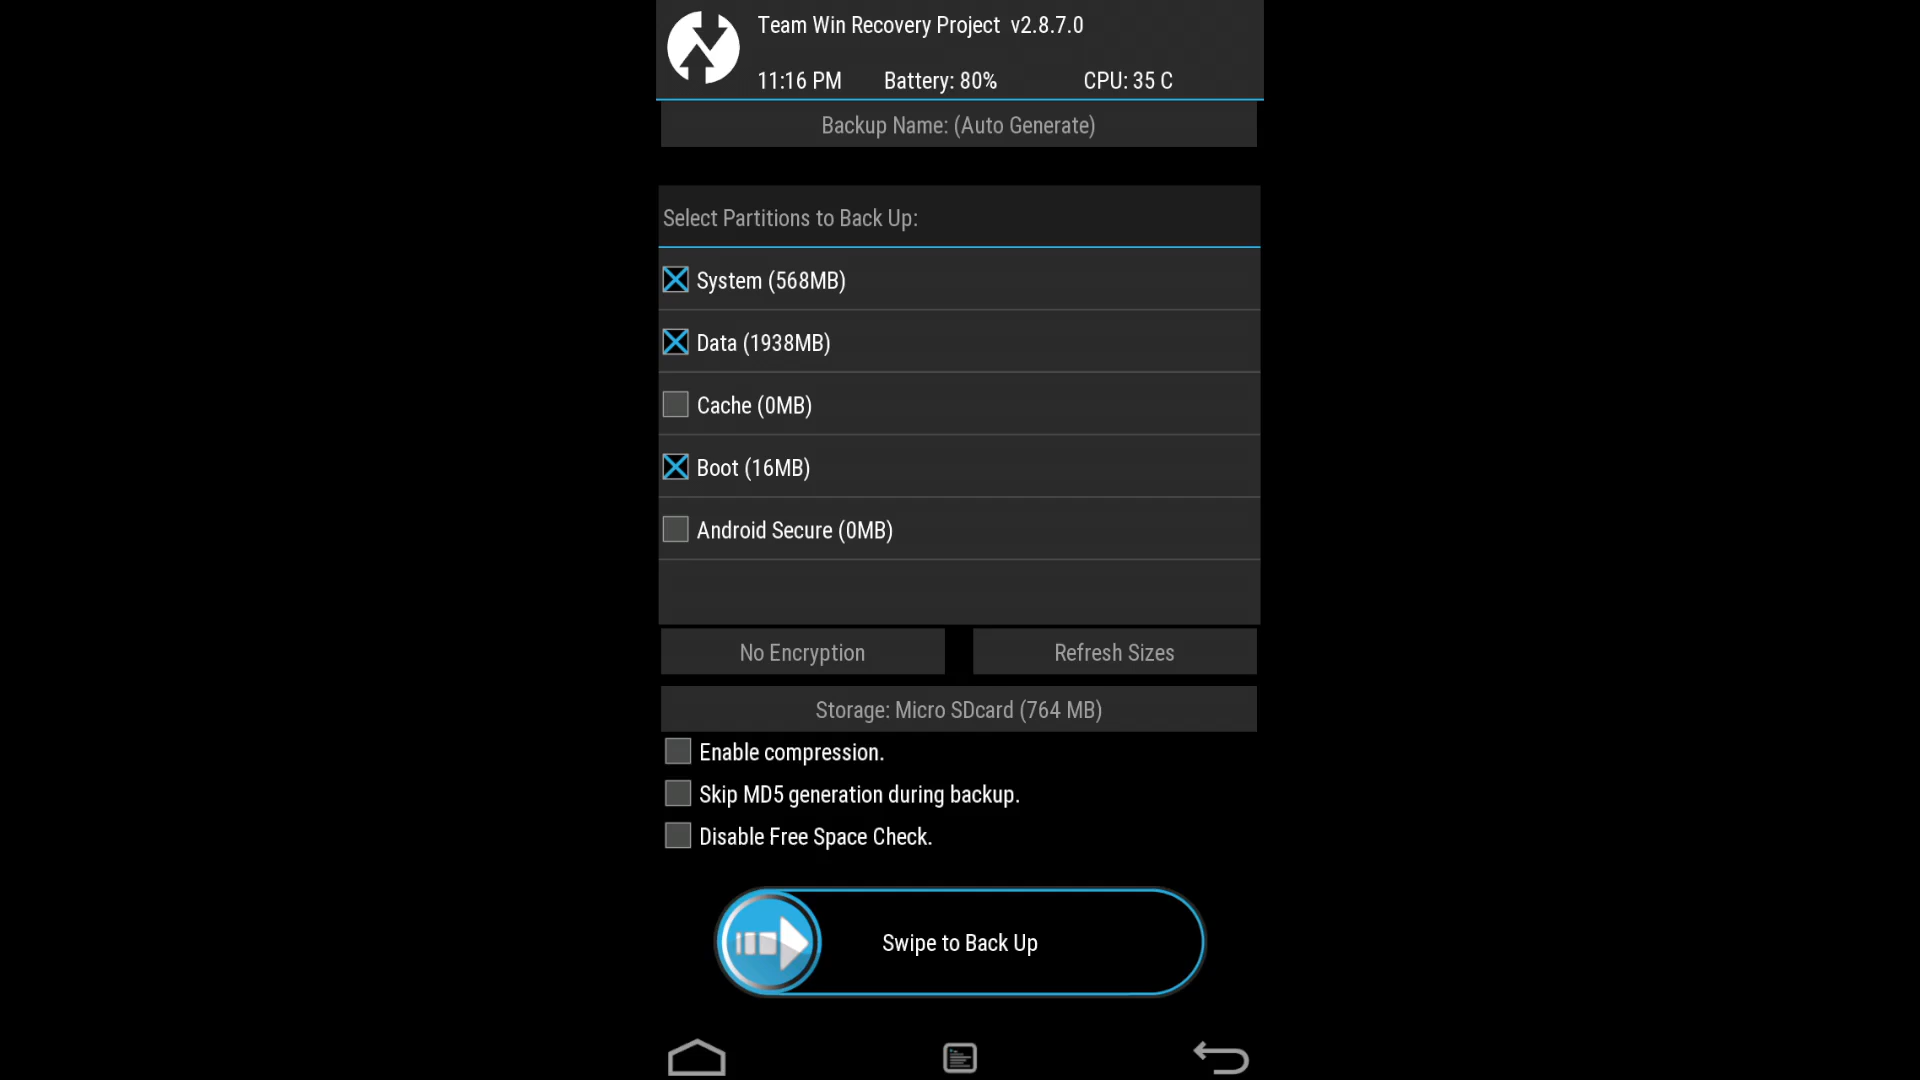 Team Win Recovery Project v2.8.7.0
11:16 PM Battery: 80% CPU: 35 C
Backup Name: (Auto Generate)
Select Partitions to Back Up:
System (568MB)
Data (1938MB)
Cache (0MB)
Boot (16MB)
Android Secure (0MB)
No Encryption Refresh Sizes
Storage: Micro SDcard (764 MB)
Enable compression.
Skip MD5 generation during backup.
Disable Free Space Check.
Swipe to Back Up